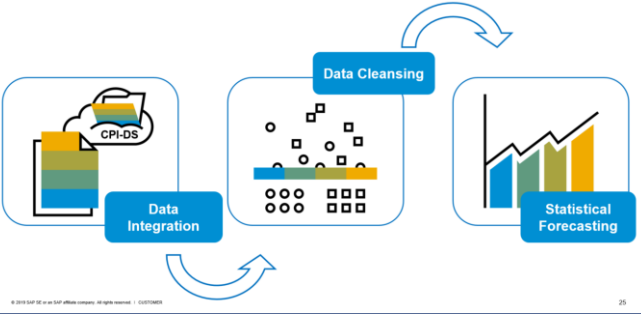 CPI-DS
Data
Integration
Data Cleansing
Statistical
Forecasting
© 2019 SAP SE or an SAP affiliate company. All rights reserved. I CUSTOMER
25